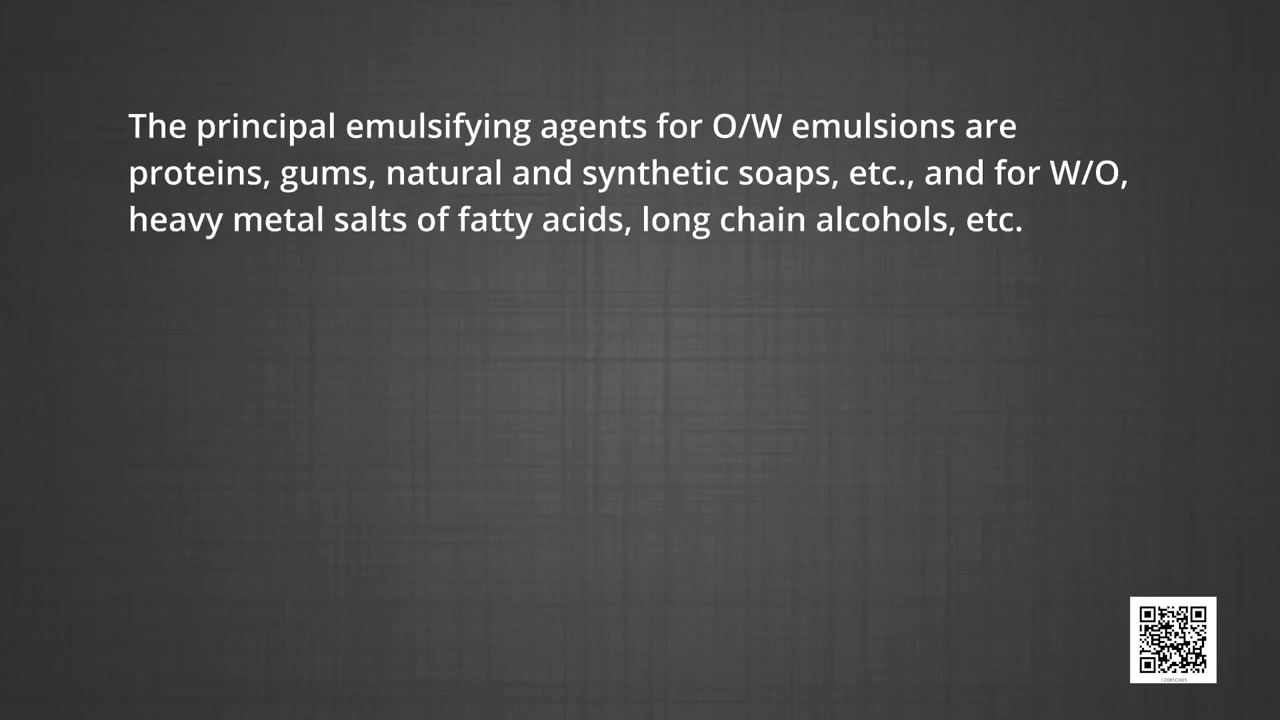 The principal emulsifying agents for O/W emulsions are
proteins, gums, natural and synthetic soaps, etc., and for W/O,
heavy metal salts of fatty acids, long chain alcohols, etc.